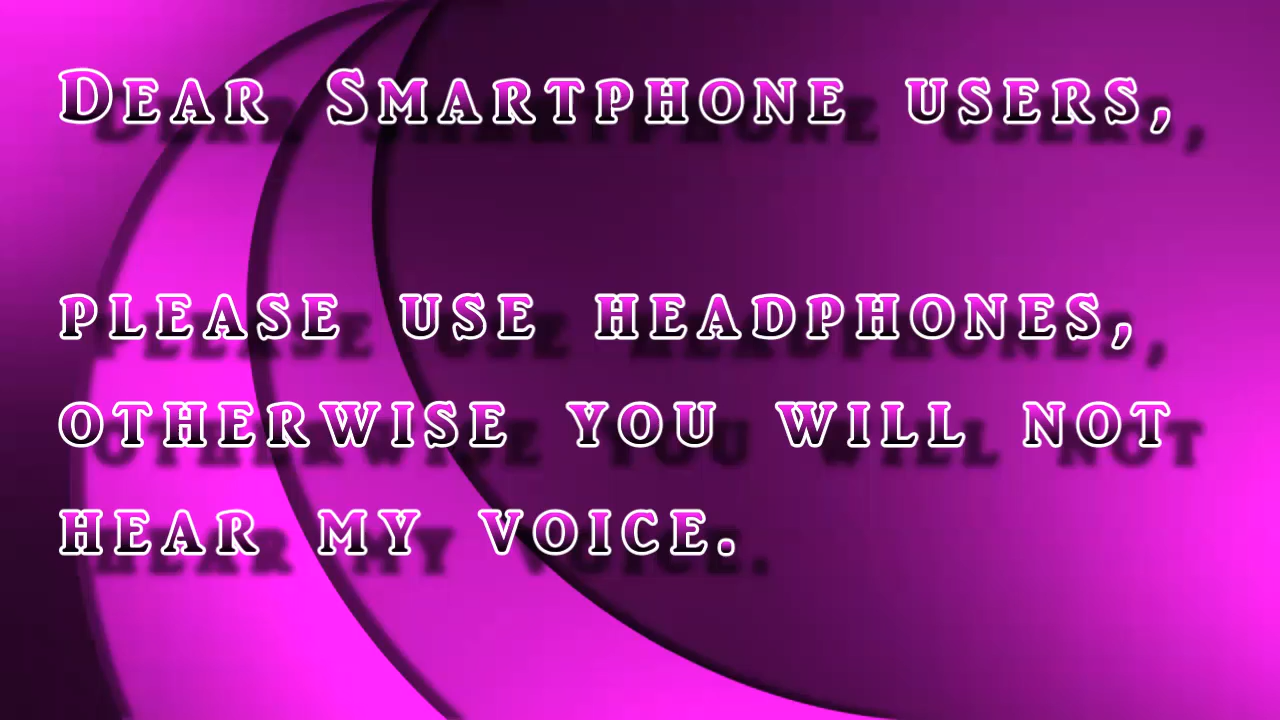 Dear Smartphone users,
please use headphones,
otherwise you will not
hear my voice.